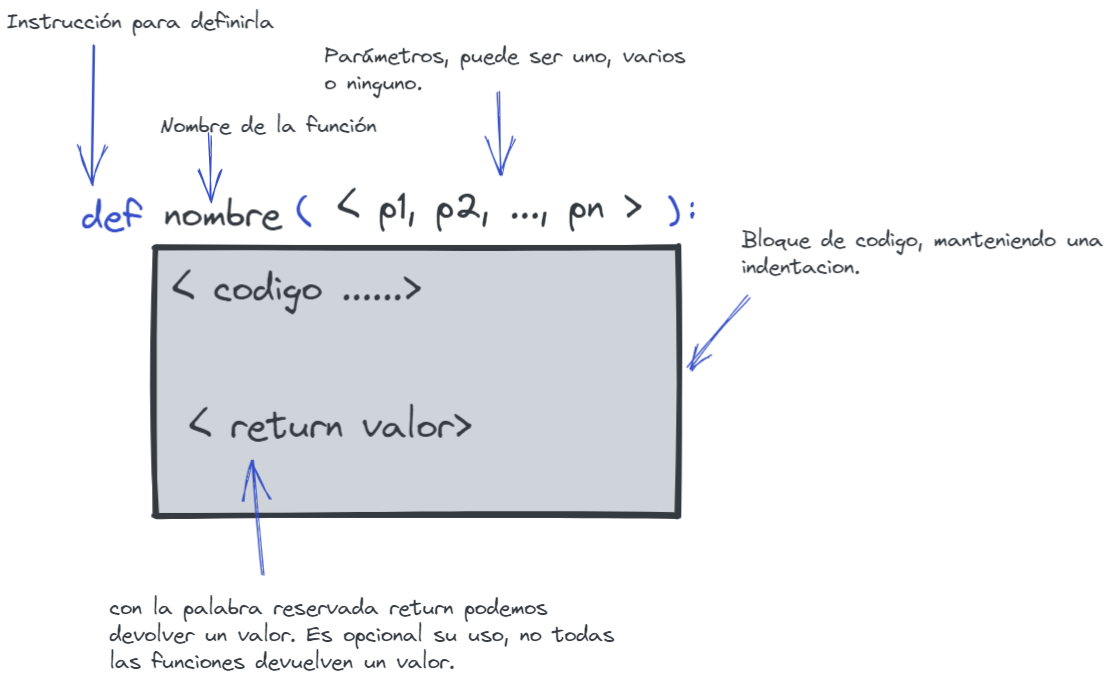 Instrucción para definirla
Parámetros, puede ser uno, varios
o ninguno.
Nombre de la función
def nombre ( < p1, p2, ..., pn > ):
Bloque de codigo, manteniendo una
indentacion.
< codigo ......>
< return valor>
con la palabra reservada return podemos
devolver un valor. Es opcional su uso, no todas
las funciones devuelven un valor.